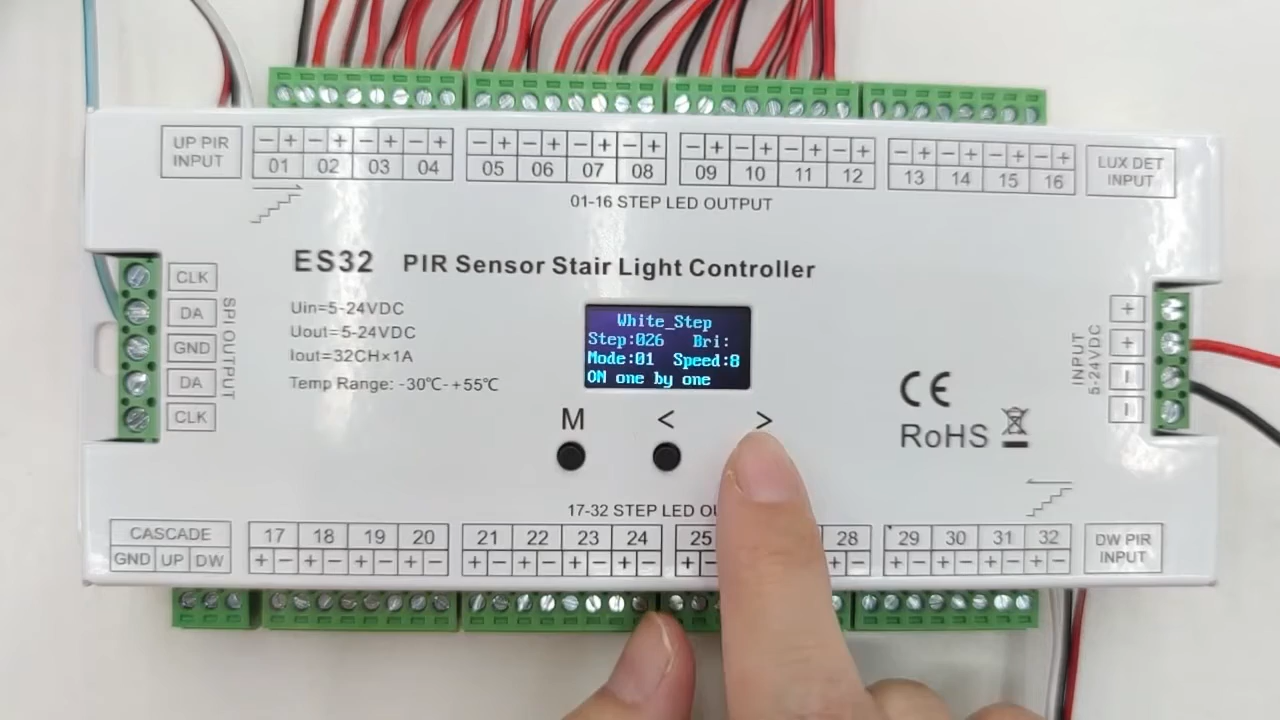 UP PIR INPUT
− + − + − + − +
01 02 03 04
− + − + − + − +
05 06 07 08
− + − + − + − +
09 10 11 12
− + − + − + − +
13 14 15 16
LUX DET INPUT
01-16 STEP LED OUTPUT
ES32 PIR Sensor Stair Light Controller
Uin=5-24VDC
Uout=5-24VDC
Iout=32CH×1A
Temp Range: -30℃-+55℃
CLK
DA
GND
DA
CLK
SPI OUTPUT
White_Step
Step:026 Bri:
Mode:01 Speed:8
ON one by one
M < >
INPUT
5-24VDC
+
+
−
−
CE
RoHS
17-32 STEP LED OU
CASCADE
GND UP DW
17 18 19 20
+ − + − + − + −
21 22 23 24
+ − + − + − + −
25 28
+ − + −
29 30 31 32
+ − + − + − + −
DW PIR INPUT